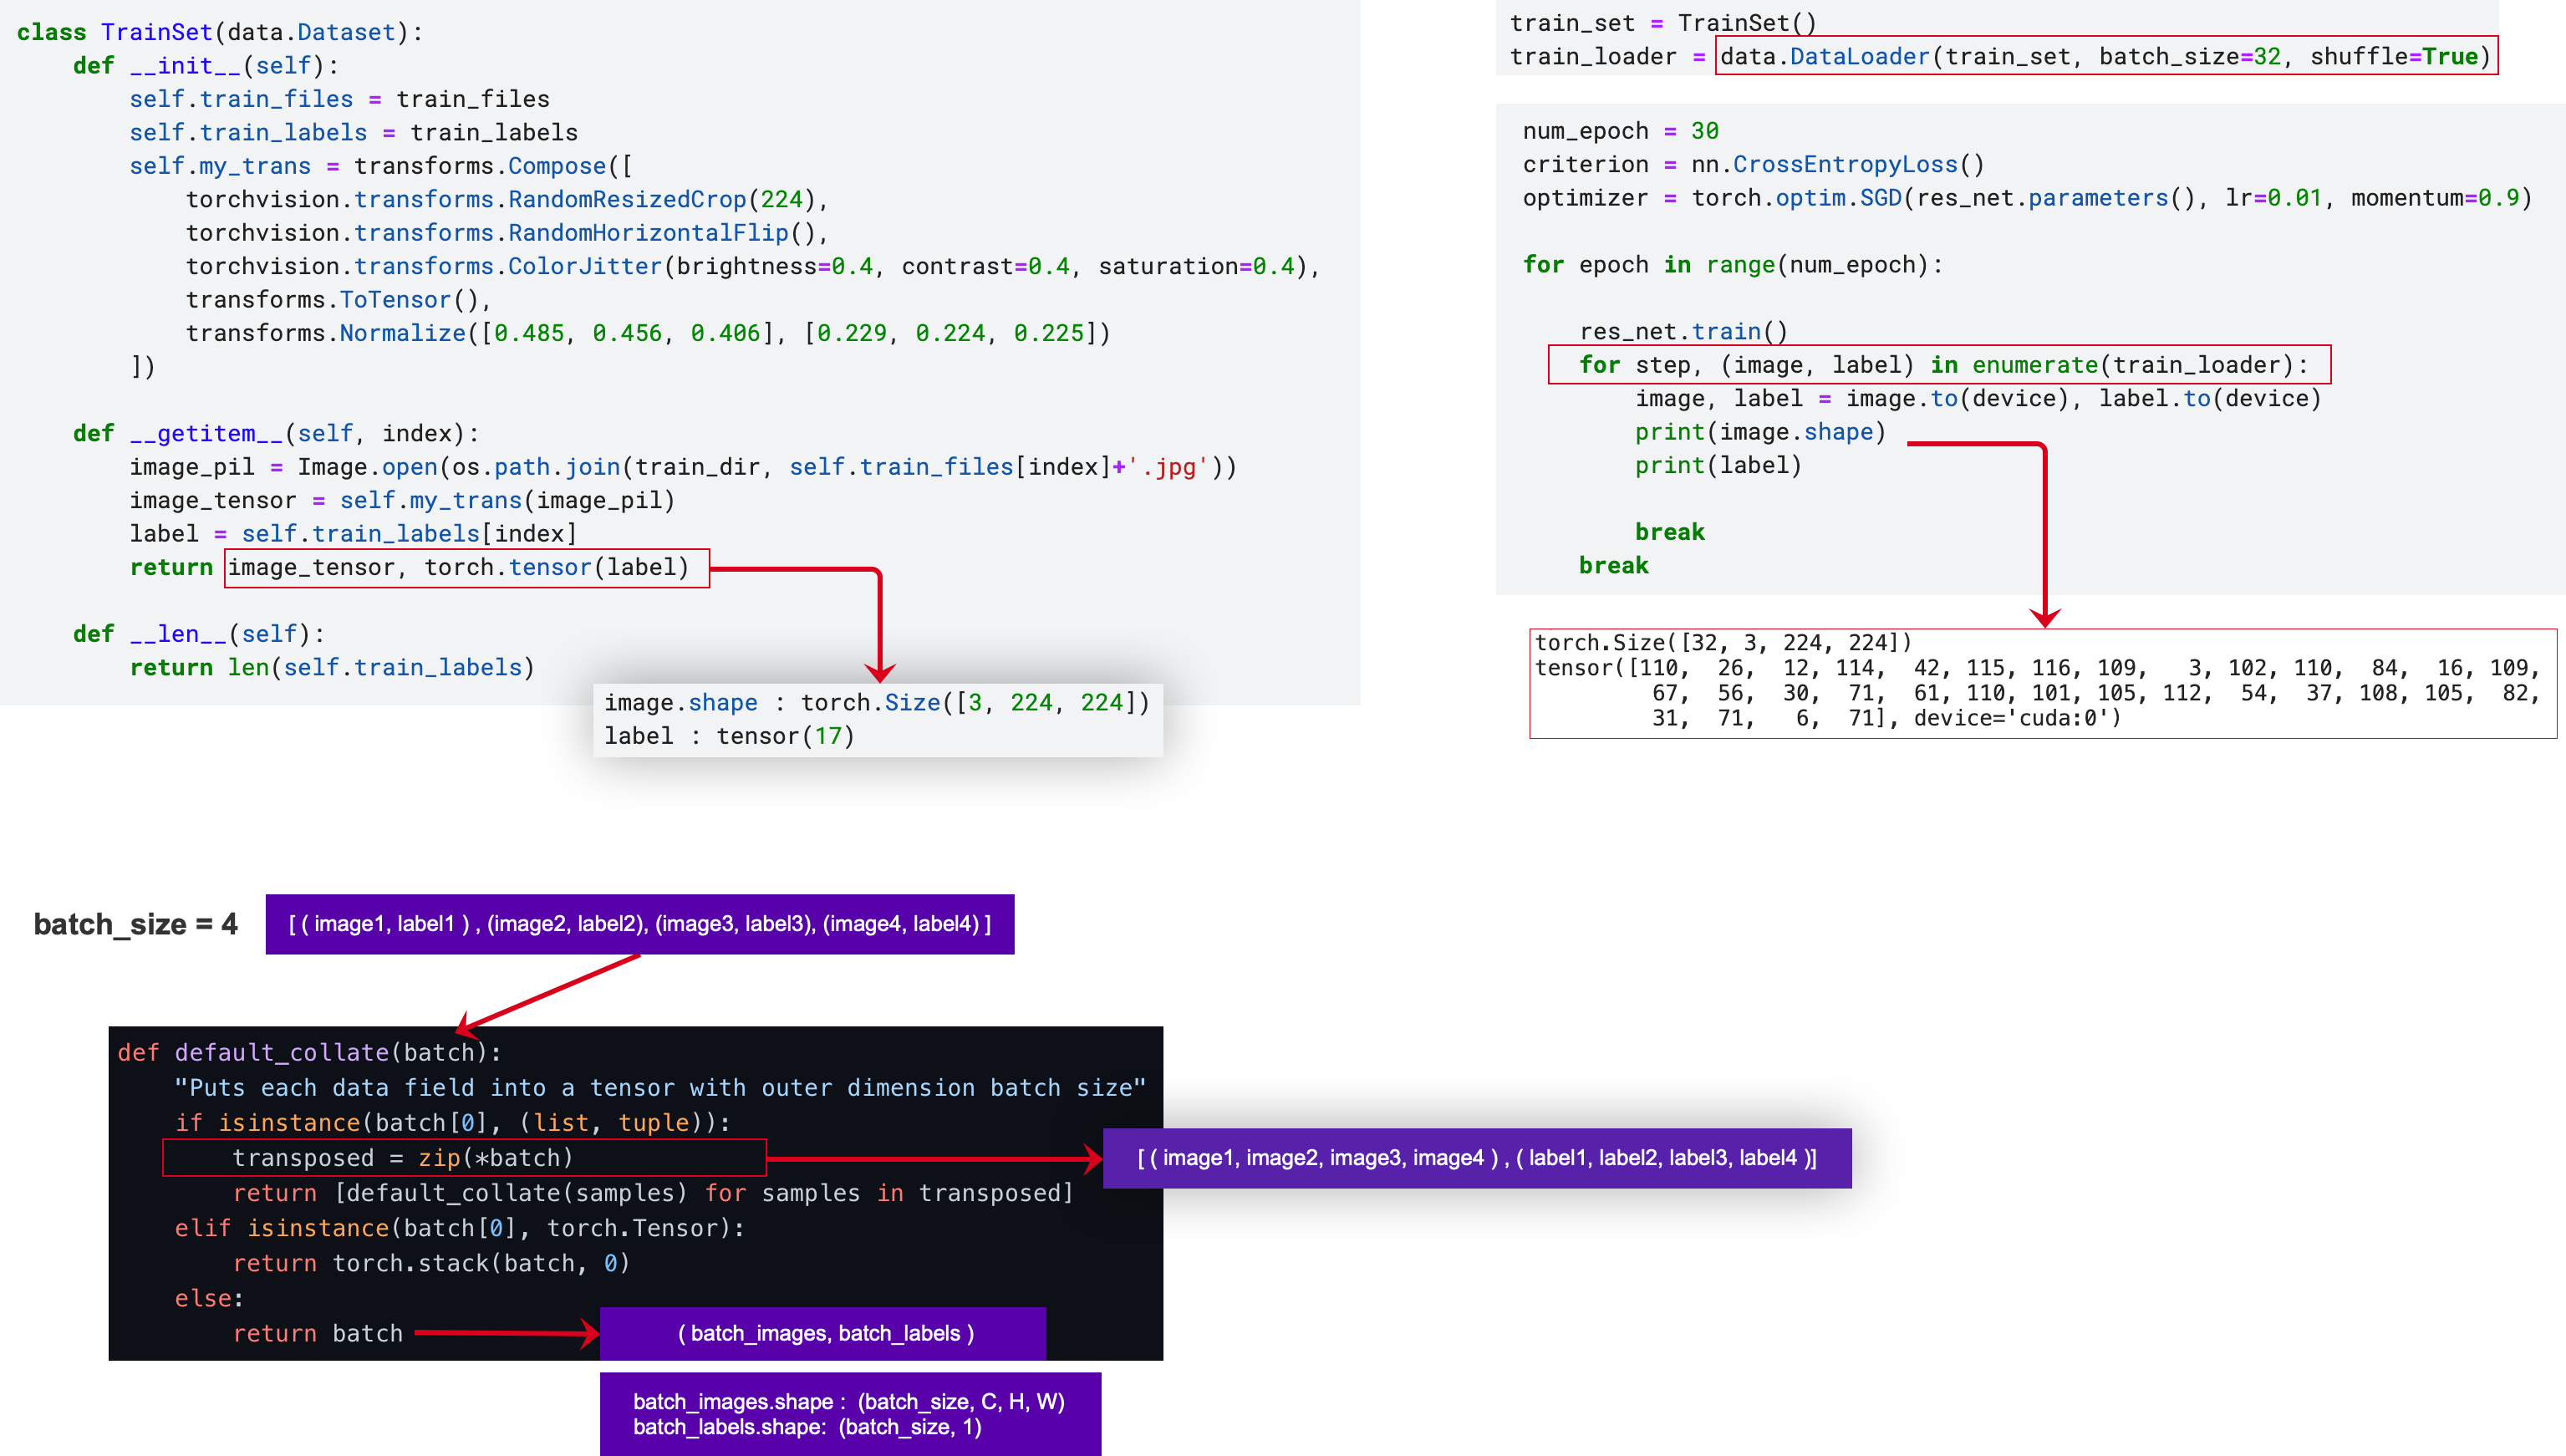 class TrainSet(data.Dataset):
    def __init__(self):
        self.train_files = train_files
        self.train_labels = train_labels
        self.my_trans = transforms.Compose([
            torchvision.transforms.RandomResizedCrop(224),
            torchvision.transforms.RandomHorizontalFlip(),
            torchvision.transforms.ColorJitter(brightness=0.4, contrast=0.4, saturation=0.4),
            transforms.ToTensor(),
            transforms.Normalize([0.485, 0.456, 0.406], [0.229, 0.224, 0.225])
        ])
    def __getitem__(self, index):
        image_pil = Image.open(os.path.join(train_dir, self.train_files[index]+'.jpg'))
        image_tensor = self.my_trans(image_pil)
        label = self.train_labels[index]
        return image_tensor, torch.tensor(label)
    def __len__(self):
        return len(self.train_labels)
image.shape : torch.Size([3, 224, 224])
label : tensor(17)
train_set = TrainSet()
train_loader = data.DataLoader(train_set, batch_size=32, shuffle=True)
num_epoch = 30
criterion = nn.CrossEntropyLoss()
optimizer = torch.optim.SGD(res_net.parameters(), lr=0.01, momentum=0.9)
for epoch in range(num_epoch):
    res_net.train()
    for step, (image, label) in enumerate(train_loader):
        image, label = image.to(device), label.to(device)
        print(image.shape)
        print(label)
        break
    break
torch.Size([32, 3, 224, 224])
tensor([110,  26,  12, 114,  42, 115, 116, 109,   3, 102, 110,  84,  16, 109,
         67,  56,  30,  71,  61, 110, 101, 105, 112,  54,  37, 108, 105,  82,
         31,  71,   6,  71], device='cuda:0')
batch_size = 4
[ ( image1, label1 ) , (image2, label2), (image3, label3), (image4, label4) ]
def default_collate(batch):
    "Puts each data field into a tensor with outer dimension batch size"
    if isinstance(batch[0], (list, tuple)):
        transposed = zip(*batch)
        return [default_collate(samples) for samples in transposed]
    elif isinstance(batch[0], torch.Tensor):
        return torch.stack(batch, 0)
    else:
        return batch
[ ( image1, image2, image3, image4 ) , ( label1, label2, label3, label4 )]
( batch_images, batch_labels )
batch_images.shape :  (batch_size, C, H, W)
batch_labels.shape:  (batch_size, 1)